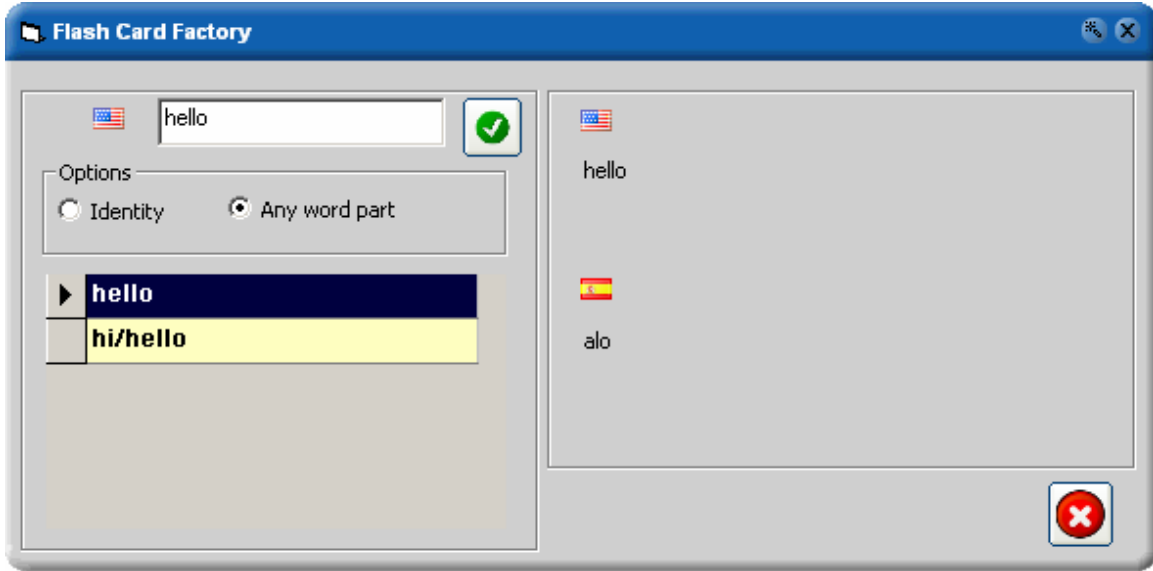 Flash Card Factory
hello
Options
Identity
Any word part
hello
hi/hello
hello
alo